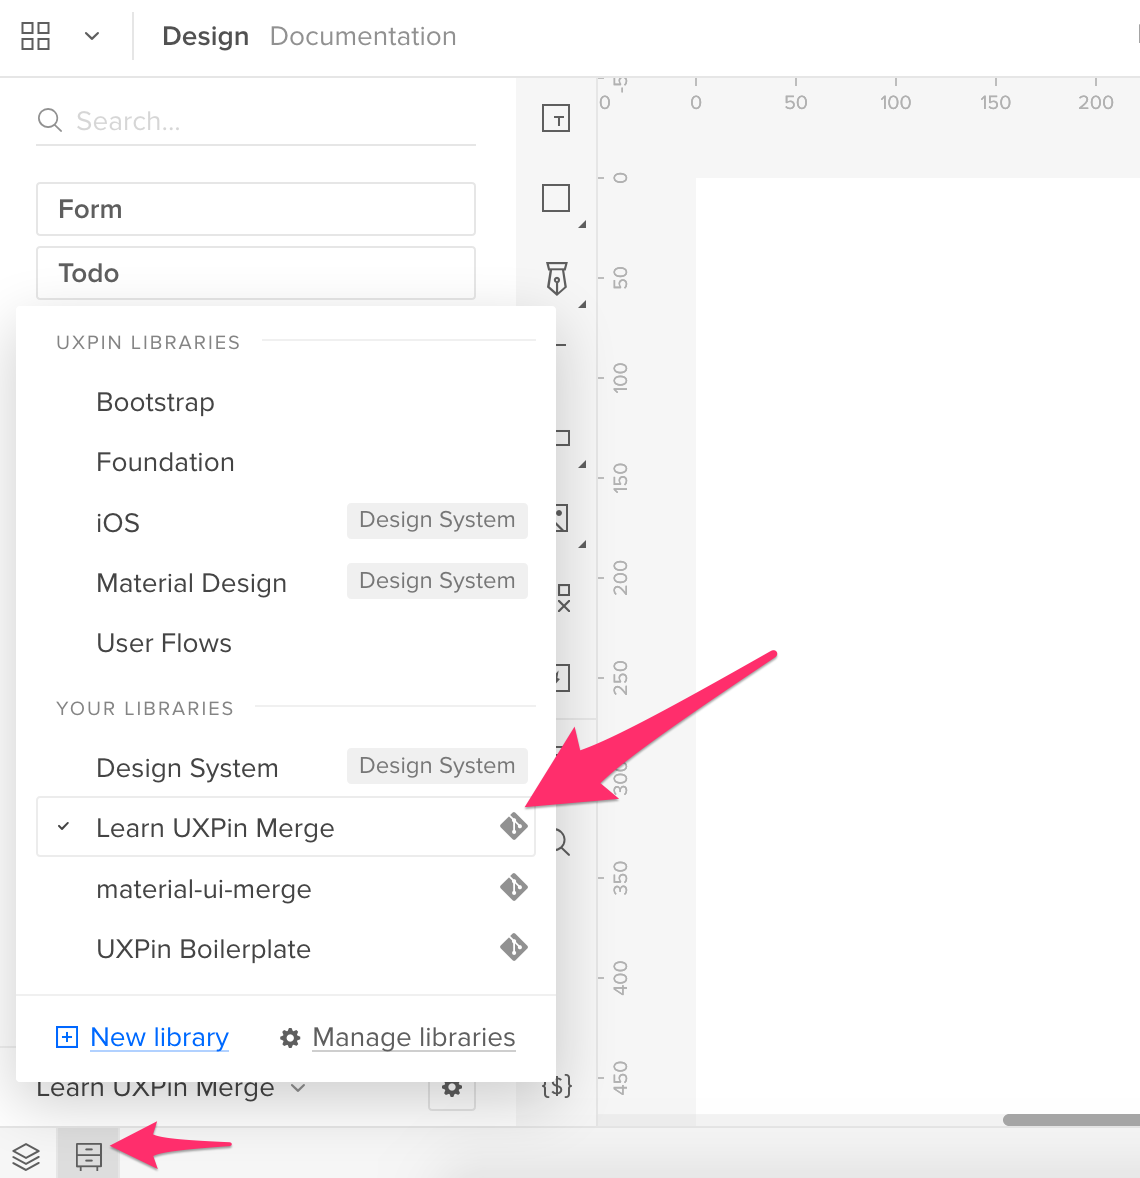 Design Documentation
Search...
Form
Todo
UXPIN LIBRARIES
Bootstrap
Foundation
iOS Design System
Material Design Design System
User Flows
YOUR LIBRARIES
Design System Design System
Learn UXPin Merge
material-ui-merge
UXPin Boilerplate
New library Manage libraries
Learn UXPin Merge
{$}
0 0 50 100 150 200
-5
0
50
100
150
200
250
300
350
400
450